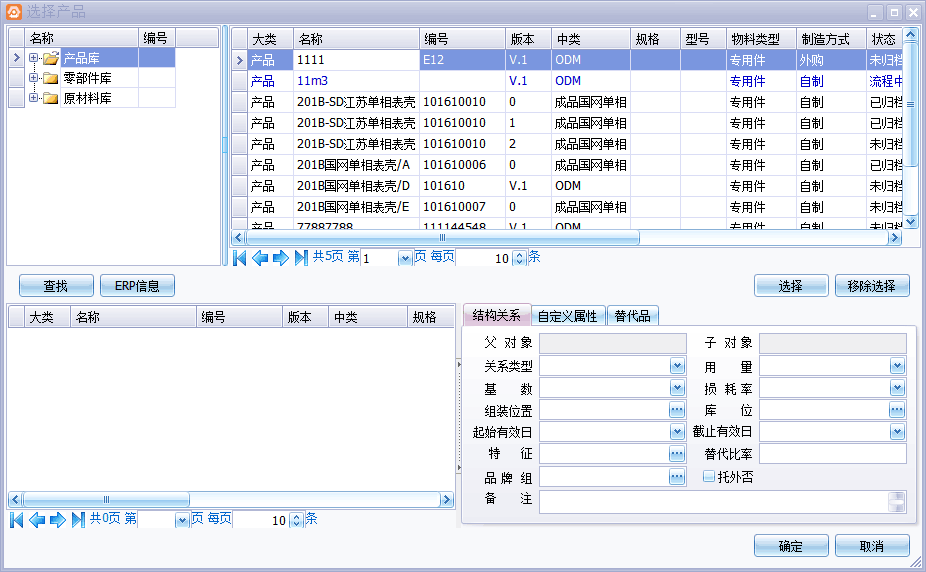 选择产品
名称 编号
产品库
零部件库
原材料库
大类 名称 编号 版本 中类 规格 型号 物料类型 制造方式 状态
产品 1111 E12 V.1 ODM 专用件 外购 未归档
产品 11m3 V.1 ODM 专用件 自制 流程中
产品 201B-SD江苏单相表壳 101610010 0 成品国网单相 专用件 自制 已归档
产品 201B-SD江苏单相表壳 101610010 1 成品国网单相 专用件 自制 已归档
产品 201B-SD江苏单相表壳 101610010 2 成品国网单相 专用件 自制 未归档
产品 201B国网单相表壳/A 101610006 0 成品国网单相 专用件 自制 已归档
产品 201B国网单相表壳/D 101610 V.1 ODM 专用件 自制 未归档
产品 201B国网单相表壳/E 101610007 0 成品国网单相 专用件 自制 未归档
产品 77887788 111144548 V.1 ODM 专用件 自制 未归档
共5页 第 1 页 每页 10 条
查找 ERP信息 选择 移除选择
大类 名称 编号 版本 中类 规格
共0页 第 页 每页 10 条
结构关系 自定义属性 替代品
父 对 象 子 对 象
关系类型 用 量
基 数 损 耗 率
组装位置 库 位
起始有效日 截止有效日
特 征 替代比率
品 牌 组 托外否
备 注
确定 取消